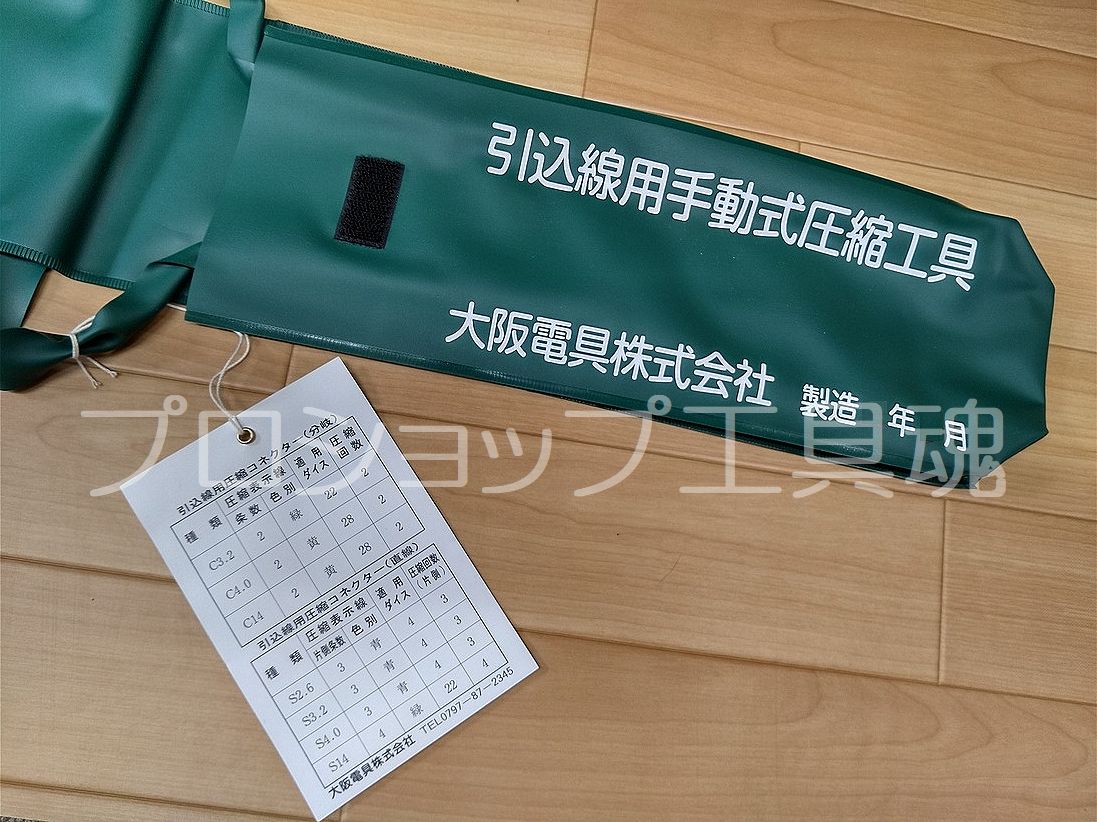 引込線用手動式圧縮工具
大阪電具株式会社 製造 年 月
プロショップ工具魂
引込線用圧縮コネクター(分岐)
種類 圧縮表示線 適用ダイス 圧縮回数
条数 色別
C3.2 2 緑 22 2
C4.0 2 黄 28 2
C14 2 黄 28 2
引込線用圧縮コネクター(直線)
種類 圧縮表示線 適用ダイス 圧縮回数(片側)
片側条数 色別
S2.6 3 青 4 3
S3.2 3 青 4 3
S4.0 3 青 4 3
S14 4 緑 22 4
大阪電具株式会社 TEL0797-87-2345